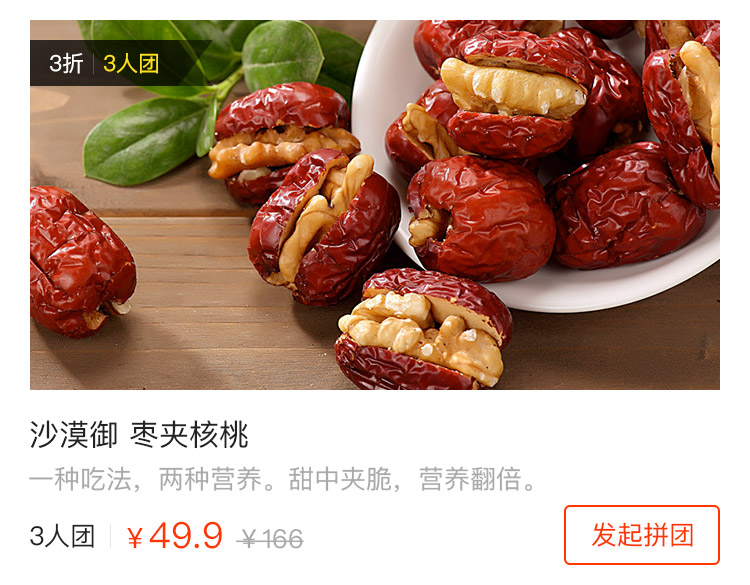 3折 3人团
沙漠御 枣夹核桃
一种吃法，两种营养。甜中夹脆，营养翻倍。
3人团 ¥49.9 ¥166 发起拼团